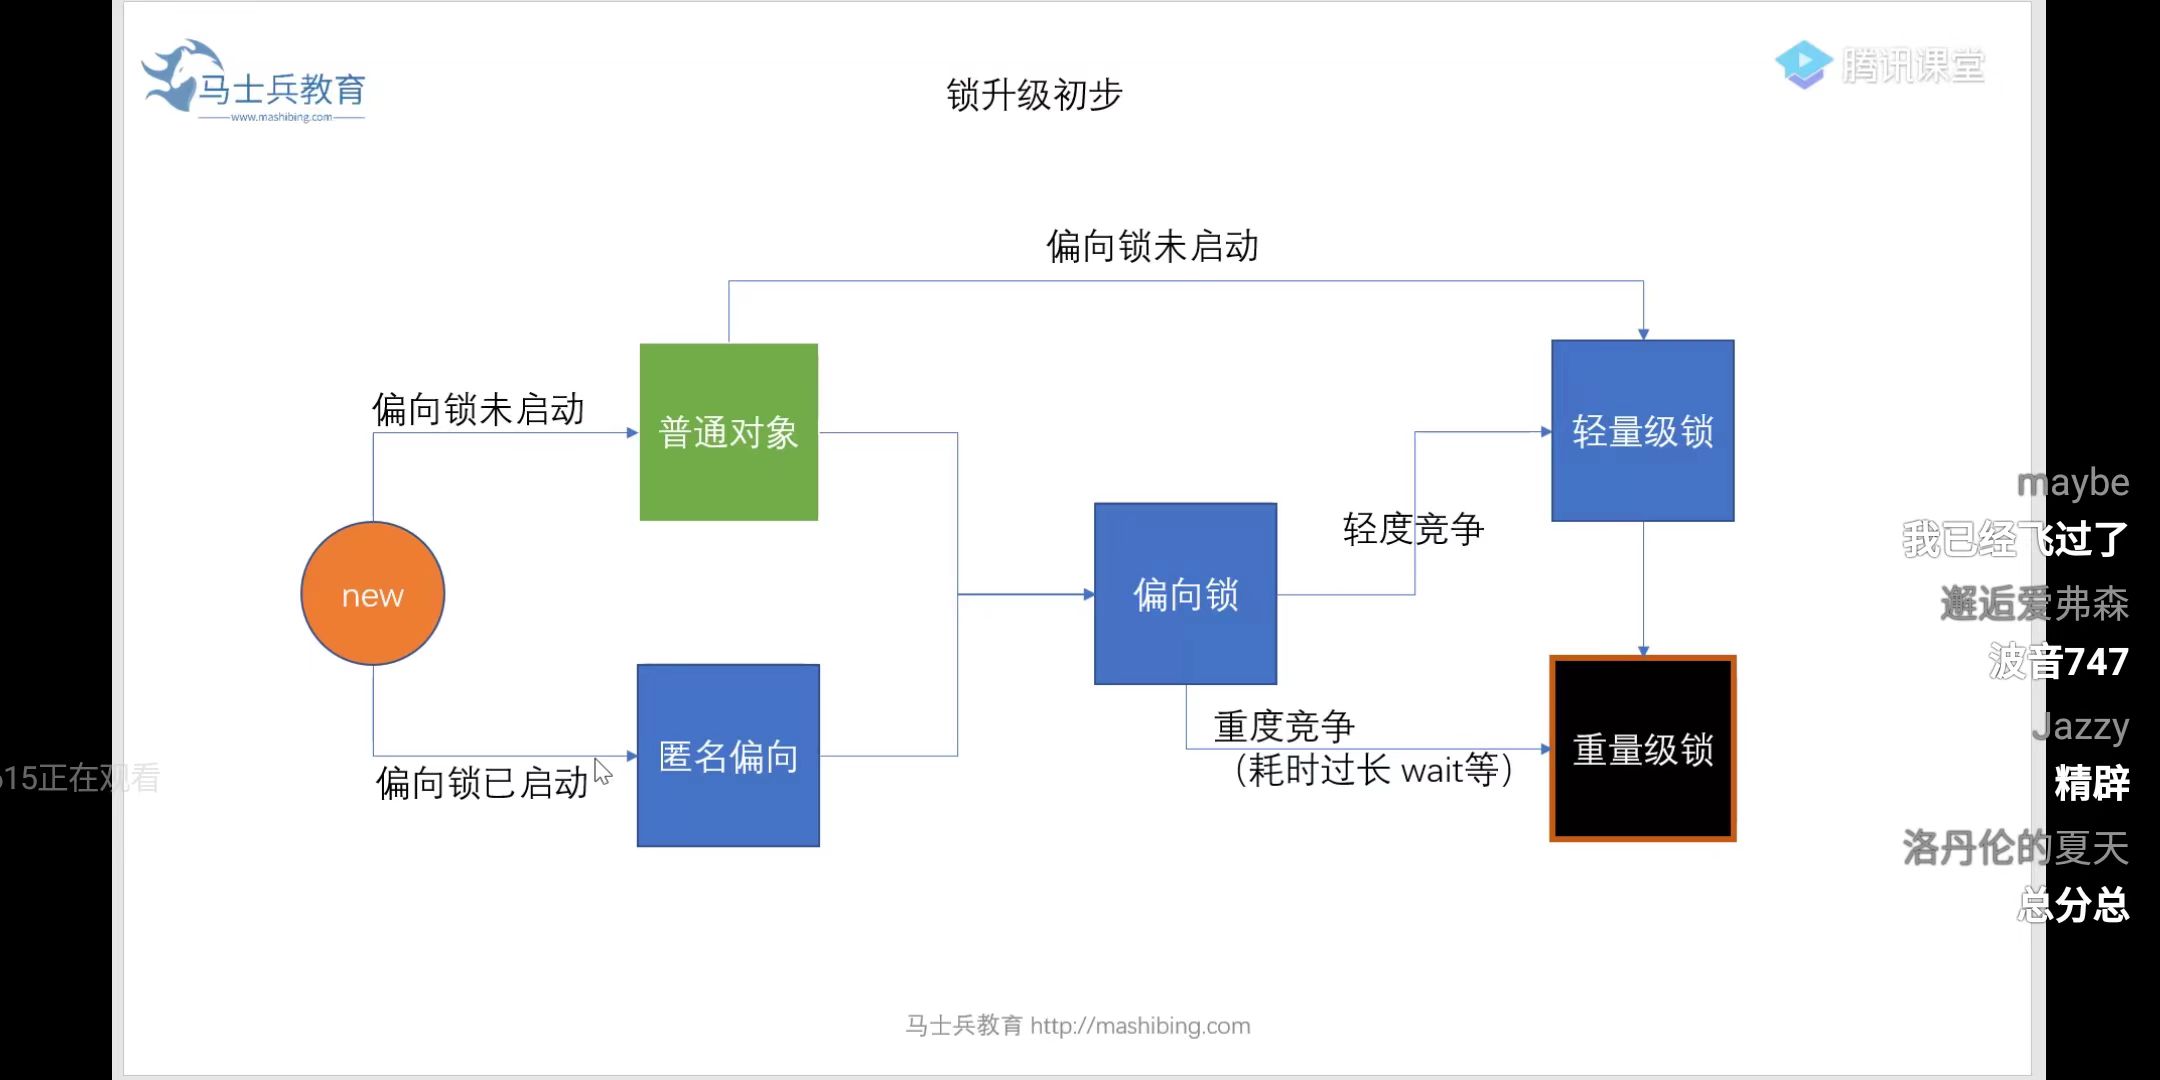 马士兵教育
www.mashibing.com
腾讯课堂
锁升级初步
偏向锁未启动
偏向锁未启动
普通对象
轻量级锁
new
偏向锁
轻度竞争
偏向锁已启动
匿名偏向
重度竞争
（耗时过长 wait等）
重量级锁
maybe
我已经飞过了
邂逅爱弗森
波音747
Jazzy
精辟
洛丹伦的夏天
总分总
15正在观看
马士兵教育 http://mashibing.com